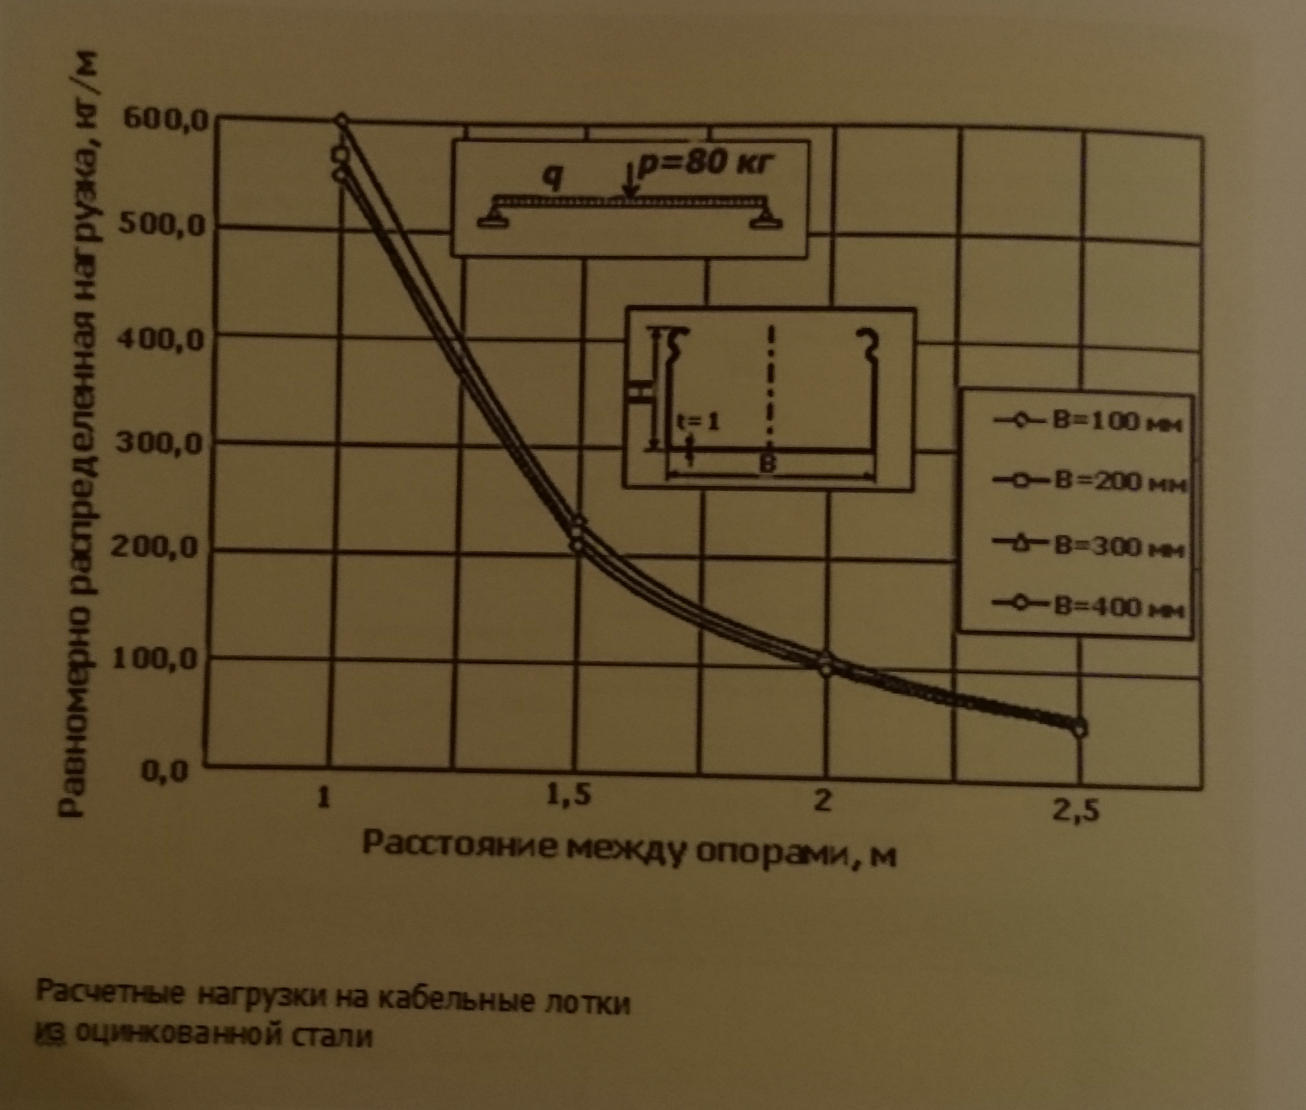 Равномерно распределенная нагрузка, кг/м
600,0
500,0
400,0
300,0
200,0
100,0
0,0
q
p=80 кг
H
t=1
B
B=100 мм
B=200 мм
B=300 мм
B=400 мм
1
1,5
2
2,5
Расстояние между опорами, м
Расчетные нагрузки на кабельные лотки
из оцинкованной стали